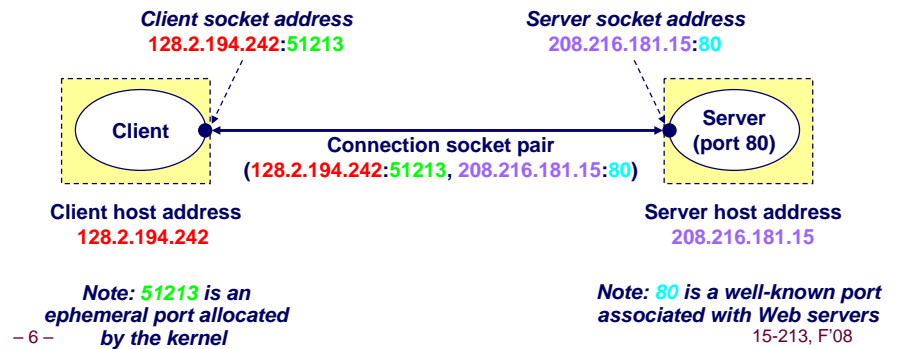 Client socket address
128.2.194.242:51213
Server socket address
208.216.181.15:80
Client
Server
(port 80)
Connection socket pair
(128.2.194.242:51213, 208.216.181.15:80)
Client host address
128.2.194.242
Server host address
208.216.181.15
Note: 51213 is an
ephemeral port allocated
by the kernel
Note: 80 is a well-known port
associated with Web servers
– 6 –
15-213, F'08